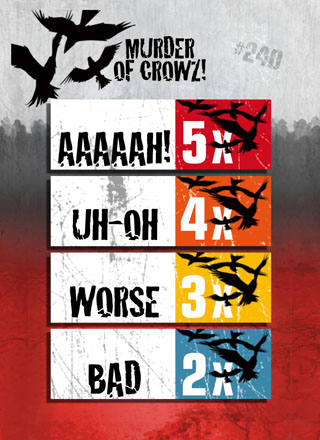 MURDER
OF CROWZ!
#240
AAAAAH! 5x
UH-OH 4x
WORSE 3x
BAD 2x